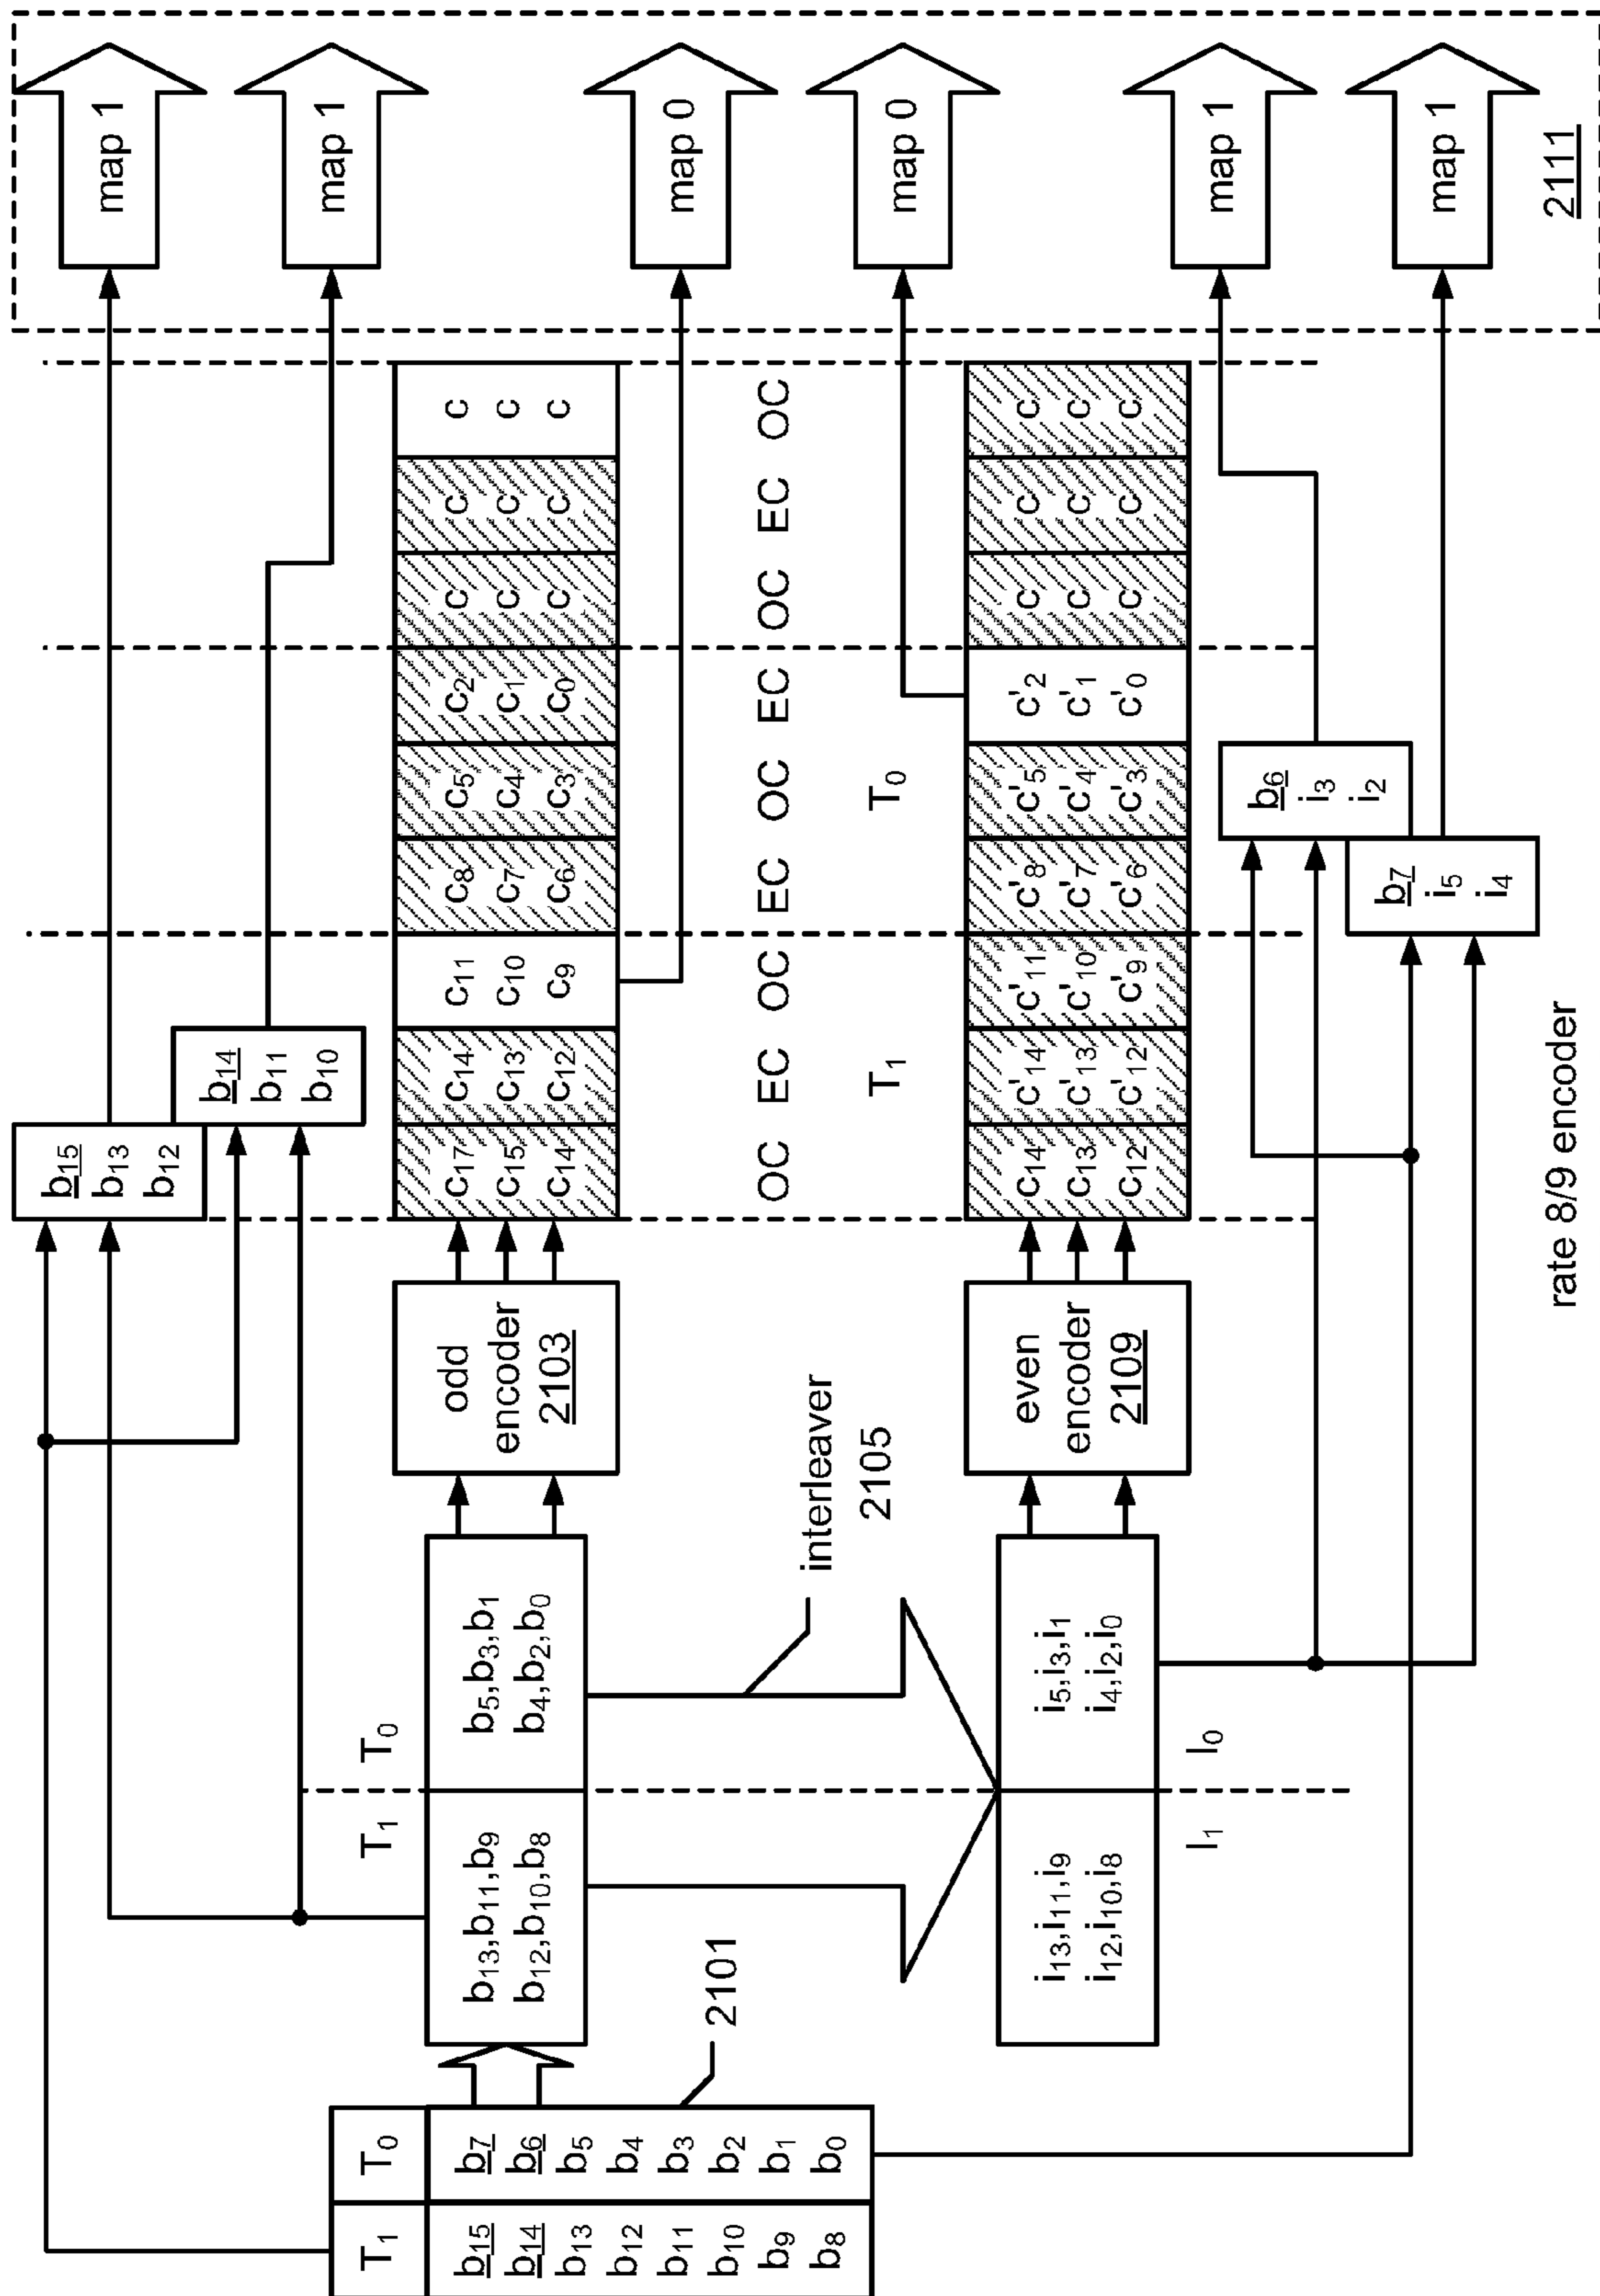 T₁ T₀
b₁₅ b₇
b₁₄ b₆
b₁₃ b₅
b₁₂ b₄
b₁₁ b₃
b₁₀ b₂
b₉ b₁
b₈ b₀
2101
T₁ T₀
b₁₃,b₁₁,b₉ b₅,b₃,b₁
b₁₂,b₁₀,b₈ b₄,b₂,b₀
interleaver
2105
i₁₃,i₁₁,i₉ i₅,i₃,i₁
i₁₂,i₁₀,i₈ i₄,i₂,i₀
I₁ I₀
odd
encoder
2103
even
encoder
2109
b₁₅
b₁₃
b₁₂
b₁₄
b₁₁
b₁₀
c₁₇ c₁₄ c₁₁ c₈ c₅ c₂ c c c
c₁₅ c₁₃ c₁₀ c₇ c₄ c₁ c c c
c₁₄ c₁₂ c₉ c₆ c₃ c₀ c c c
OC EC OC EC OC EC OC EC OC
T₁ T₀
c₁₄ c'₁₄ c'₁₁ c'₈ c'₅ c'₂ c c c
c₁₃ c'₁₃ c'₁₀ c'₇ c'₄ c'₁ c c c
c₁₂ c'₁₂ c'₉ c'₆ c'₃ c'₀ c c c
b₆
i₃
i₂
b₇
i₅
i₄
map 1
map 1
map 0
map 0
map 1
map 1
2111
rate 8/9 encoder